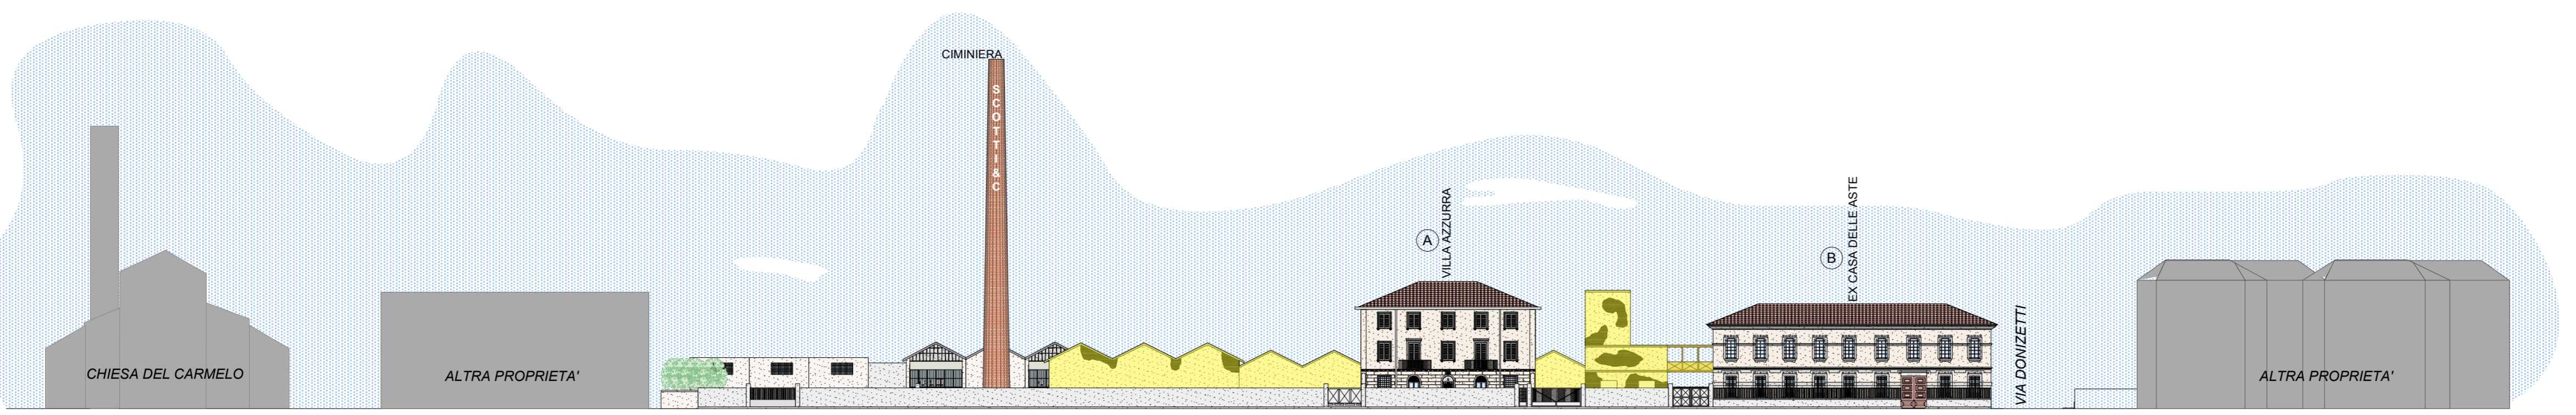 CIMINIERA
SCOTTI&C
A
VILLA AZZURRA
B
EX CASA DELLE ASTE
VIA DONIZETTI
CHIESA DEL CARMELO
ALTRA PROPRIETA'
ALTRA PROPRIETA'